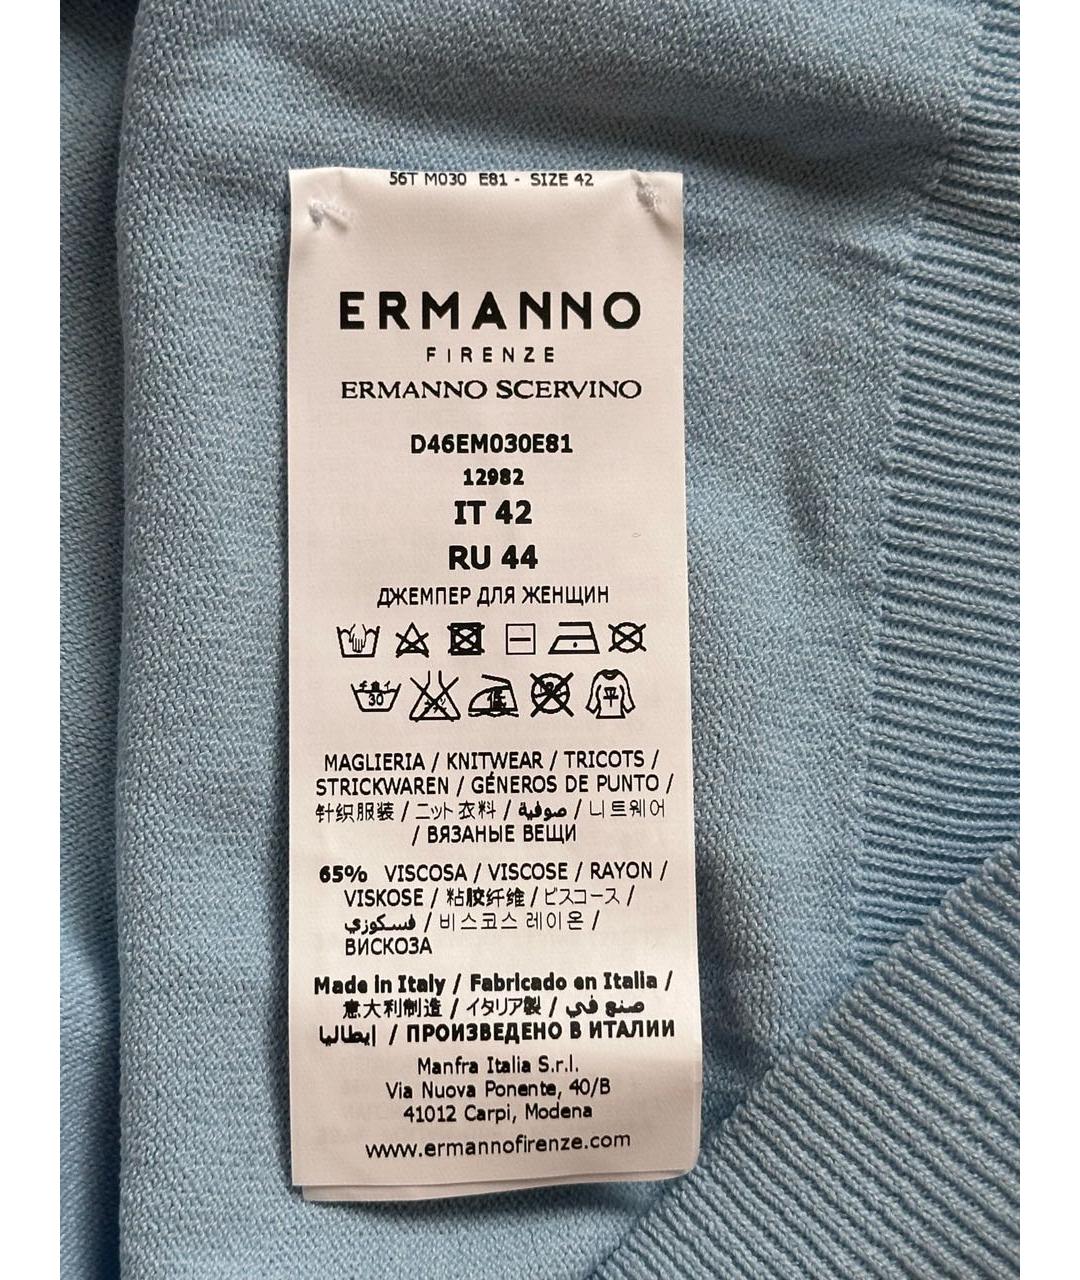 56T M030 E81 - SIZE 42
ERMANNO
FIRENZE
ERMANNO SCERVINO
D46EM030E81
12982
IT 42
RU 44
ДЖЕМПЕР ДЛЯ ЖЕНЩИН
30
平
MAGLIERIA / KNITWEAR / TRICOTS /
STRICKWAREN / GÉNEROS DE PUNTO /
针织服装 / ニット衣料 / صوفية / 니트웨어
/ ВЯЗАНЫЕ ВЕЩИ
65% VISCOSA / VISCOSE / RAYON /
VISKOSE / 粘胶纤维 / ビスコース /
فسكوزي / 비스코스 레이온 /
ВИСКОЗА
Made in Italy / Fabricado en Italia /
意大利制造 / イタリア製 / صنع في
إيطاليا / ПРОИЗВЕДЕНО В ИТАЛИИ
Manfra Italia S.r.l.
Via Nuova Ponente, 40/B
41012 Carpi, Modena
www.ermannofirenze.com